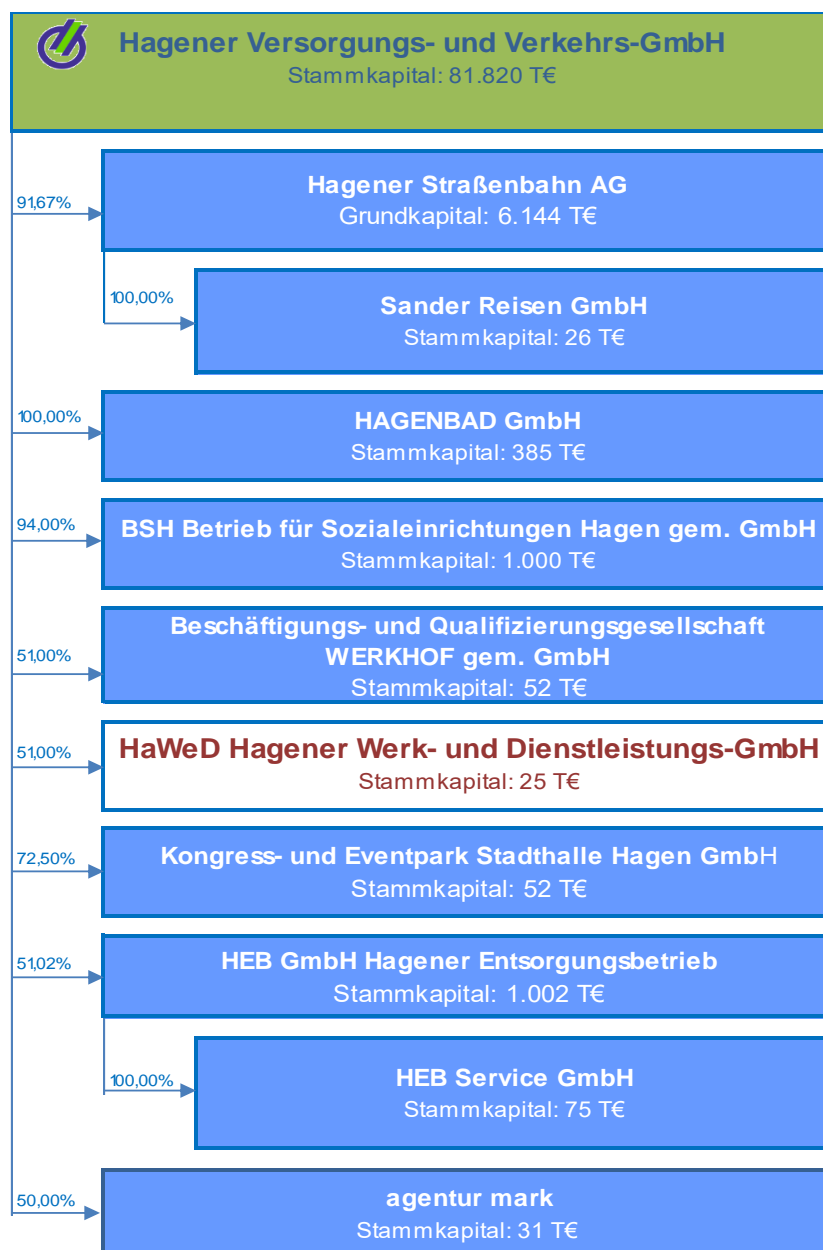 Hagener Versorgungs- und Verkehrs-GmbH
Stammkapital: 81.820 T€
91,67%
Hagener Straßenbahn AG
Grundkapital: 6.144 T€
100,00%
Sander Reisen GmbH
Stammkapital: 26 T€
100,00%
HAGENBAD GmbH
Stammkapital: 385 T€
94,00%
BSH Betrieb für Sozialeinrichtungen Hagen gem. GmbH
Stammkapital: 1.000 T€
Beschäftigungs- und Qualifizierungsgesellschaft
51,00%
WERKHOF gem. GmbH
Stammkapital: 52 T€
51,00%
HaWeD Hagener Werk- und Dienstleistungs-GmbH
Stammkapital: 25 T€
72,50%
Kongress- und Eventpark Stadthalle Hagen GmbH
Stammkapital: 52 T€
51,02%
HEB GmbH Hagener Entsorgungsbetrieb
Stammkapital: 1.002 T€
100,00%
HEB Service GmbH
Stammkapital: 75 T€
50,00%
agentur mark
Stammkapital: 31 T€